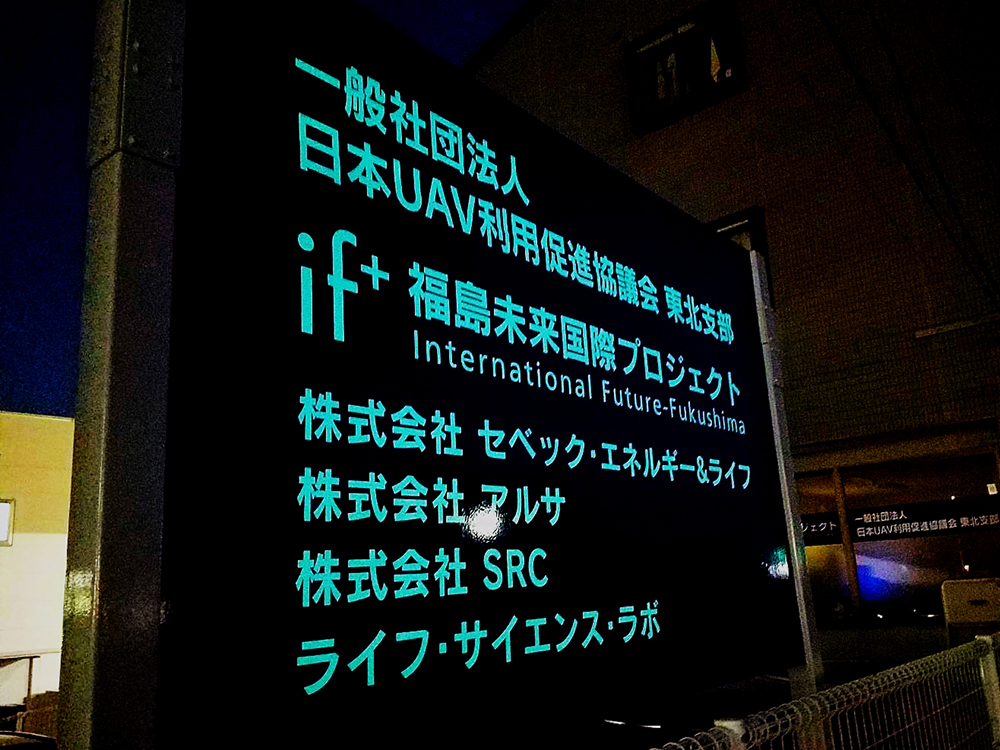 一般社団法人
日本UAV利用促進協議会 東北支部
if+ 福島未来国際プロジェクト
International Future-Fukushima
株式会社 セベック・エネルギー&ライフ
株式会社 アルサ
株式会社 SRC
ライフ・サイエンス・ラボ
ジェクト
一般社団法人
日本UAV利用促進協議会 東北支部